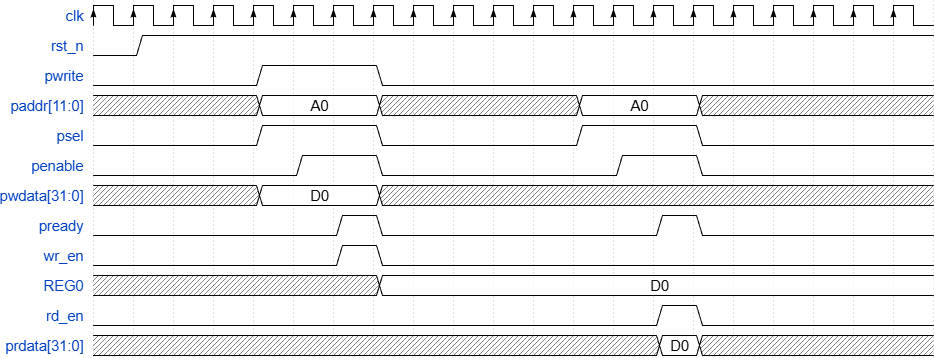 clk
rst_n
pwrite
paddr[11:0] A0 A0
psel
penable
pwdata[31:0] D0
pready
wr_en
REG0 D0
rd_en
prdata[31:0] D0